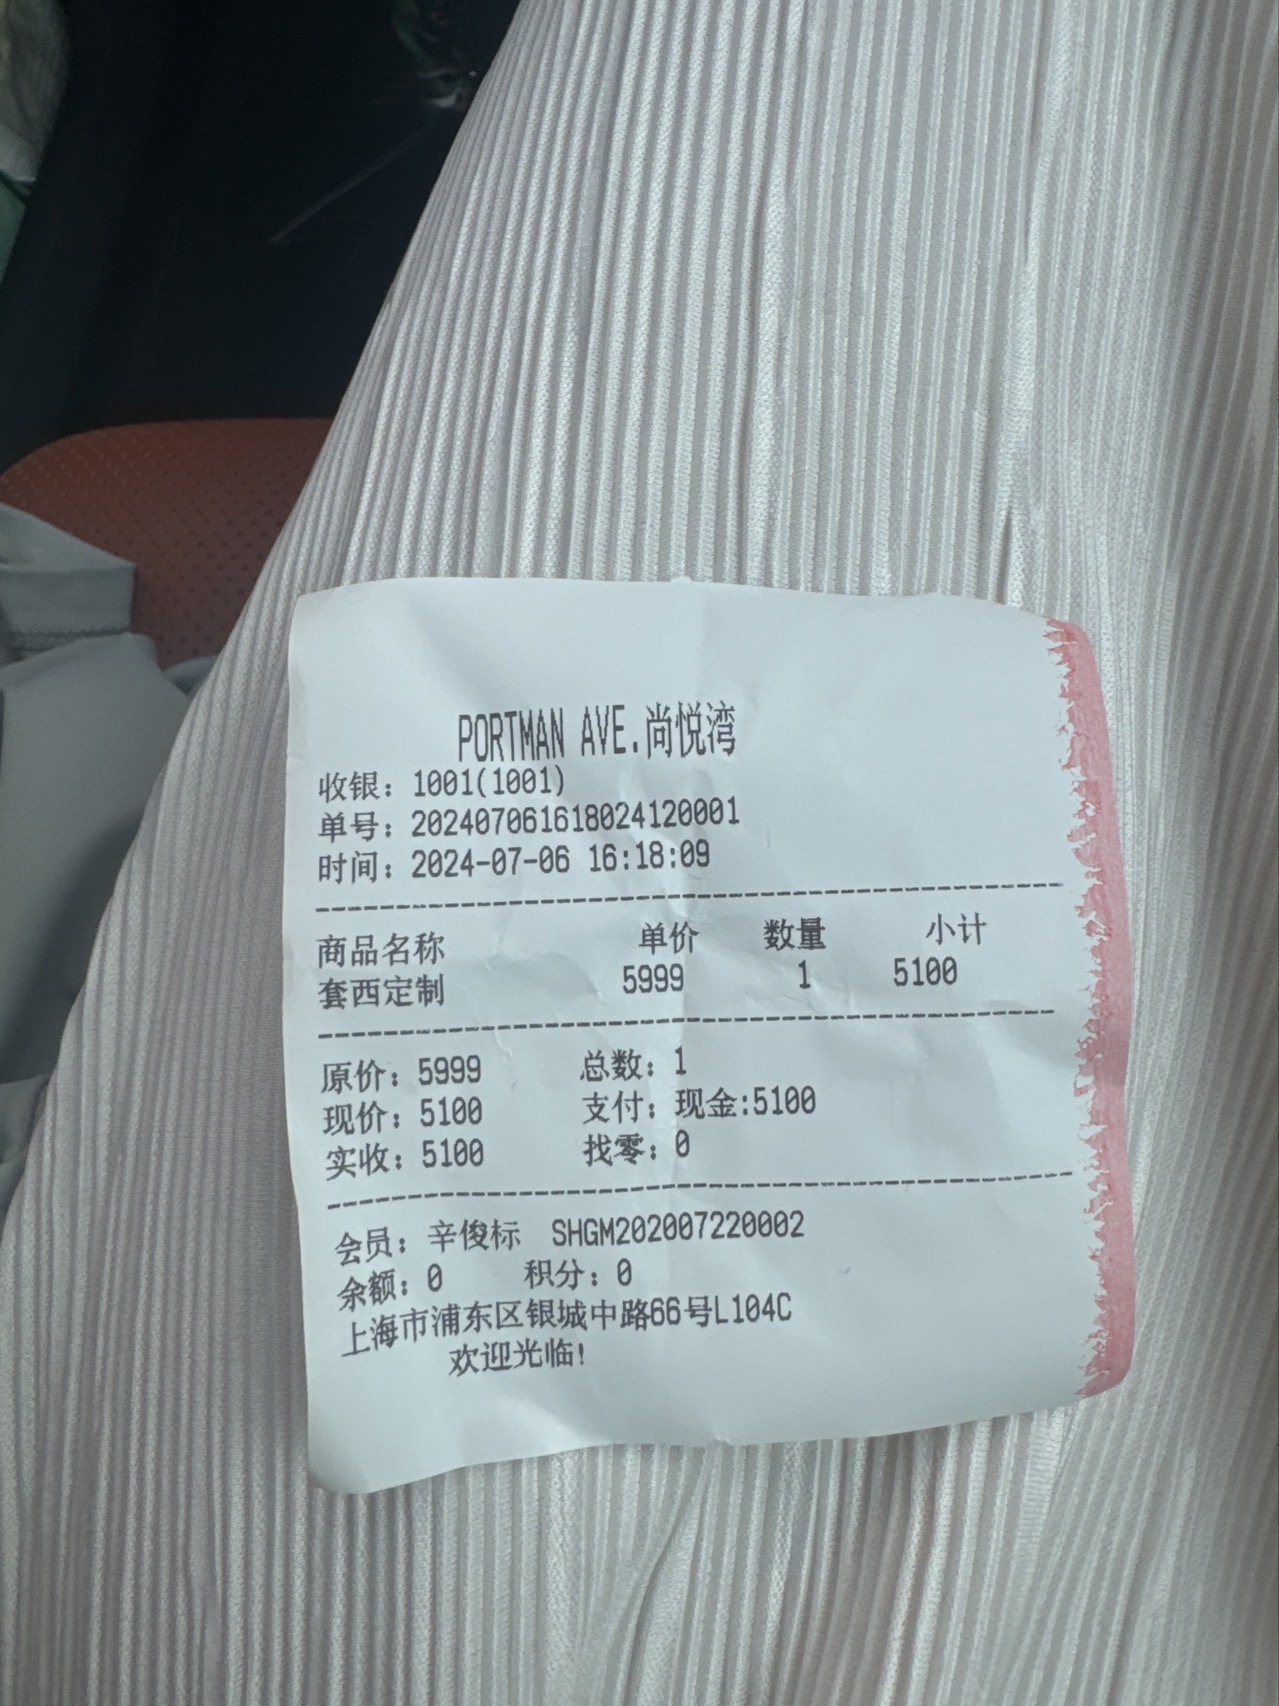 PORTMAN AVE.尚悦湾
收银：1001(1001)
单号：202407061618024120001
时间：2024-07-06 16:18:09
商品名称 单价 数量 小计
套西定制 5999 1 5100
原价：5999 总数：1
现价：5100 支付：现金:5100
实收：5100 找零：0
会员：辛俊标 SHGM202007220002
余额：0 积分：0
上海市浦东区银城中路66号L104C
欢迎光临!